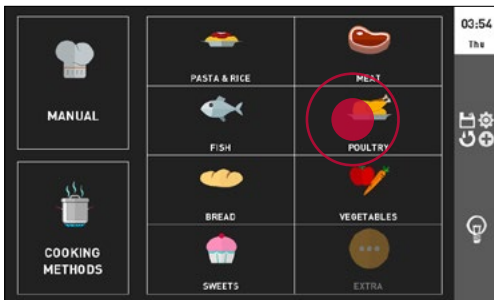 03:54
Thu
MANUAL
COOKING
METHODS
PASTA & RICE
MEAT
FISH
POULTRY
BREAD
VEGETABLES
SWEETS
EXTRA